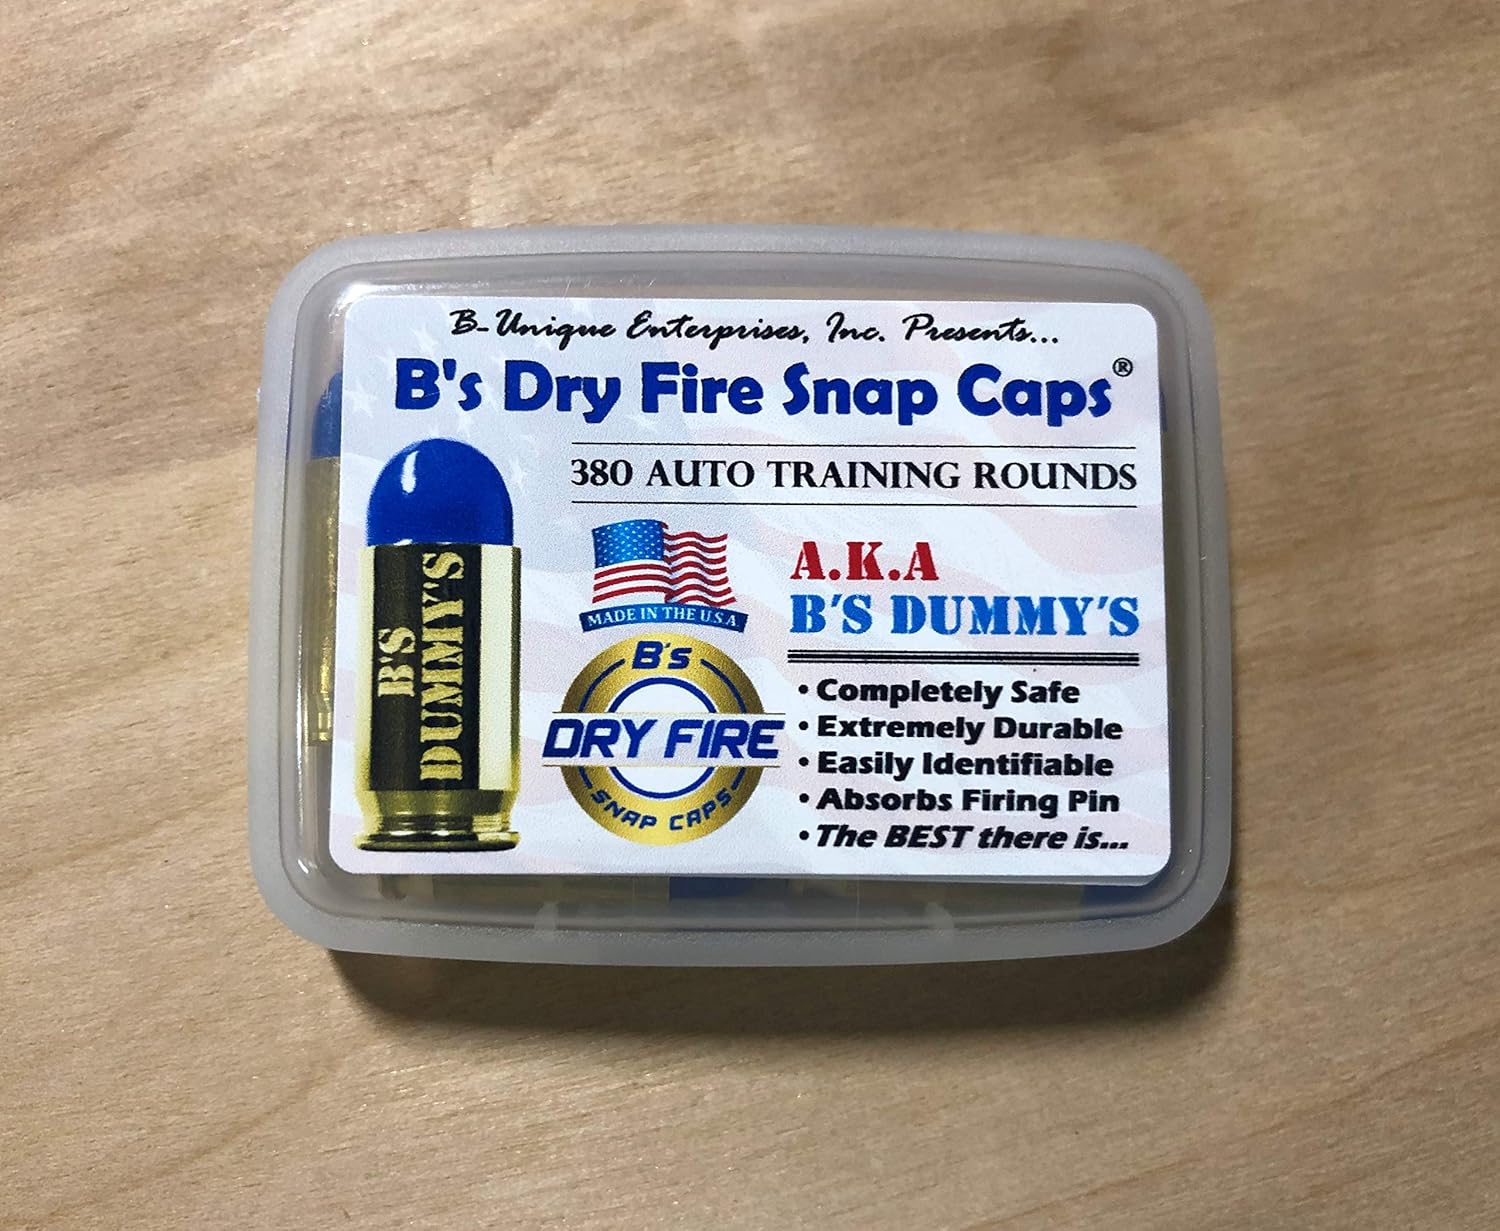 B-Unique Enterprises, Inc. Presents...
B's Dry Fire Snap Caps®
380 AUTO TRAINING ROUNDS
B'S
DUMMY'S
MADE IN THE U.S.A.
A.K.A
B'S DUMMY'S
B's
DRY FIRE
SNAP CAPS
• Completely Safe
• Extremely Durable
• Easily Identifiable
• Absorbs Firing Pin
• The BEST there is...